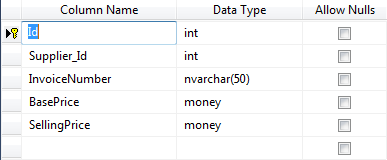 Column Name Data Type Allow Nulls
Id int
Supplier_Id int
InvoiceNumber nvarchar(50)
BasePrice money
SellingPrice money